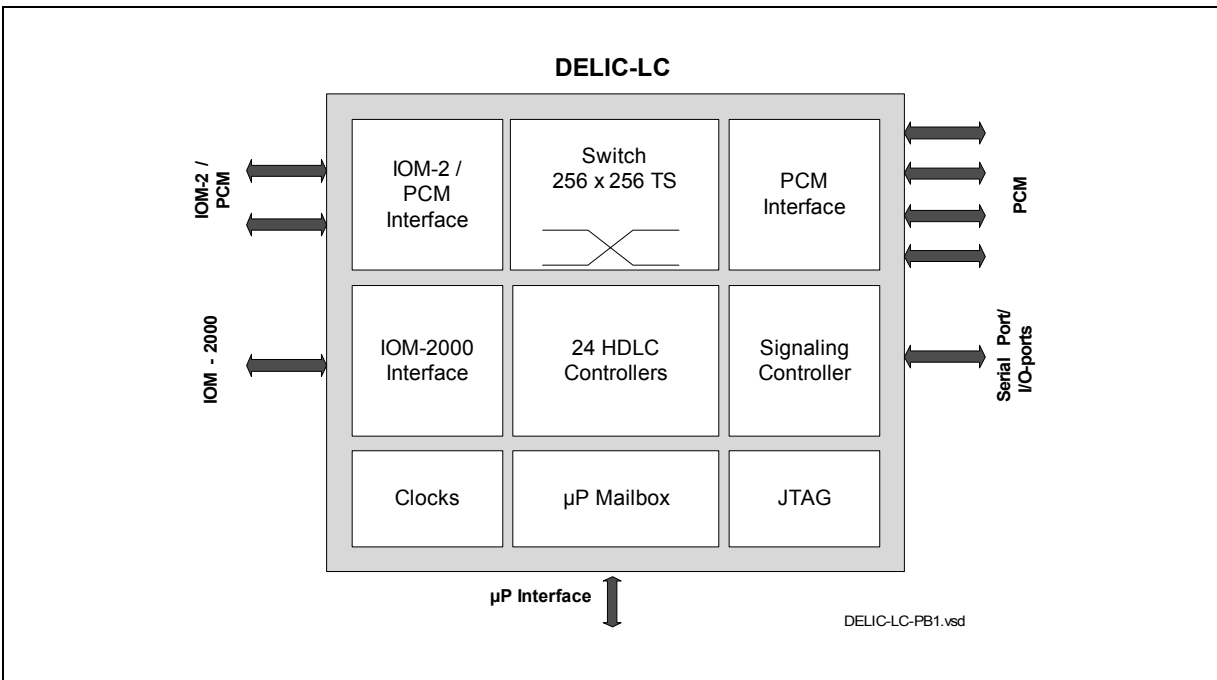 DELIC-LC
IOM-2 /
PCM
IOM-2 /
PCM
Interface
Switch
256 x 256 TS
PCM
Interface
PCM
IOM - 2000
IOM-2000
Interface
24 HDLC
Controllers
Signaling
Controller
Serial Port/
I/O-ports
Clocks
µP Mailbox
JTAG
µP Interface
DELIC-LC-PB1.vsd